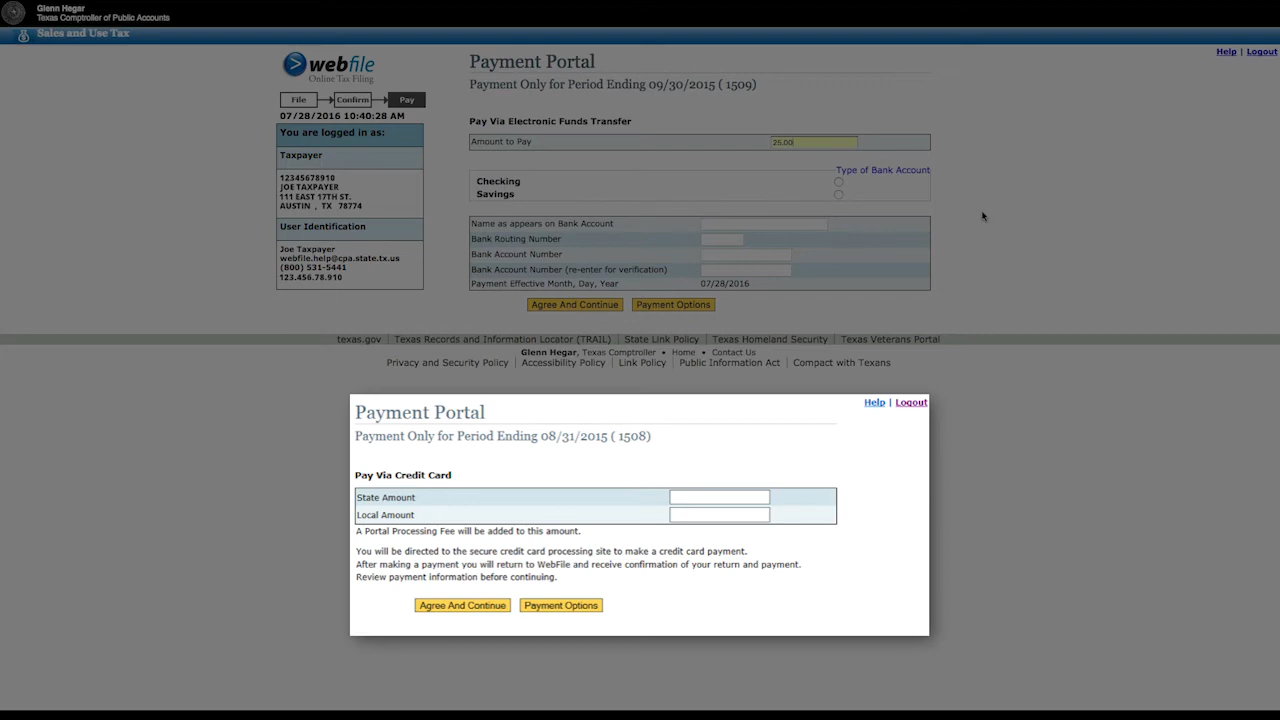 Glenn Hegar
Texas Comptroller of Public Accounts
Sales and Use Tax
Help | Logout
webfile
Online Tax Filing
File Confirm Pay
07/28/2016 10:40:28 AM
You are logged in as:
Taxpayer
12345678910
JOE TAXPAYER
111 EAST 17TH ST.
AUSTIN , TX 78774
User Identification
Joe Taxpayer
webfile.help@cpa.state.tx.us
(800) 531-5441
123.456.78.910
Payment Portal
Payment Only for Period Ending 09/30/2015 ( 1509)
Pay Via Electronic Funds Transfer
Amount to Pay 25.00
Type of Bank Account
Checking
Savings
Name as appears on Bank Account
Bank Routing Number
Bank Account Number
Bank Account Number (re-enter for verification)
Payment Effective Month, Day, Year 07/28/2016
Agree And Continue Payment Options
texas.gov | Texas Records and Information Locator (TRAIL) | State Link Policy | Texas Homeland Security | Texas Veterans Portal
Glenn Hegar, Texas Comptroller • Home • Contact Us
Privacy and Security Policy | Accessibility Policy | Link Policy | Public Information Act | Compact with Texans
Help | Logout
Payment Portal
Payment Only for Period Ending 08/31/2015 ( 1508)
Pay Via Credit Card
State Amount
Local Amount
A Portal Processing Fee will be added to this amount.
You will be directed to the secure credit card processing site to make a credit card payment.
After making a payment you will return to WebFile and receive confirmation of your return and payment.
Review payment information before continuing.
Agree And Continue Payment Options